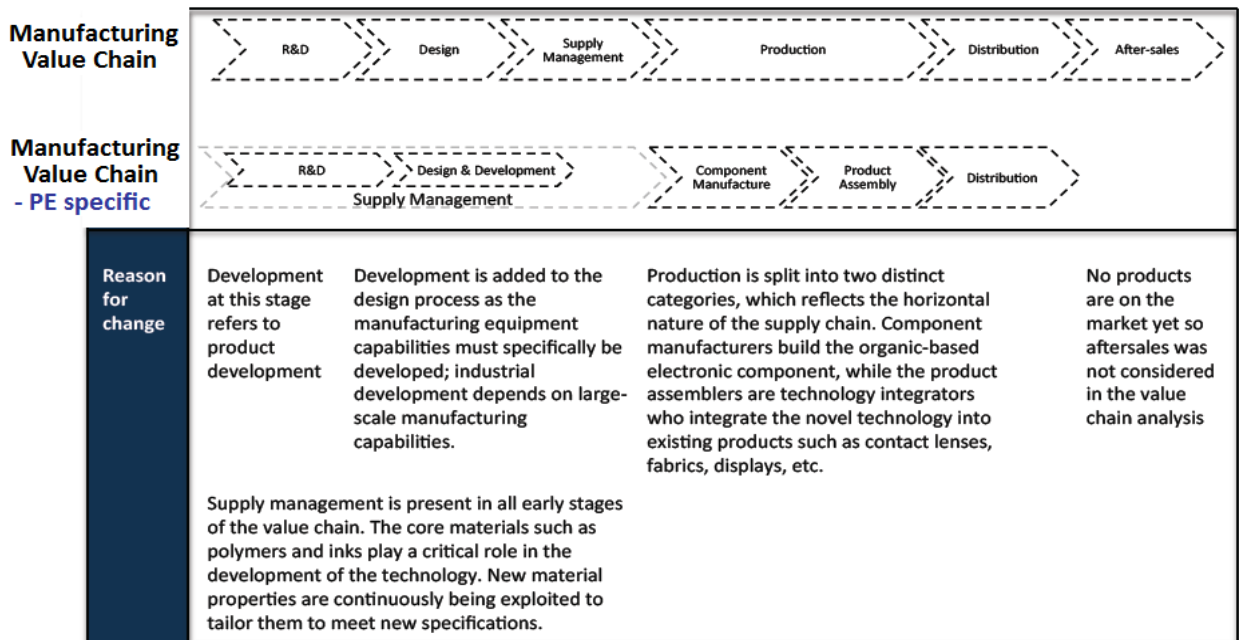 Manufacturing
Value Chain
R&D
Design
Supply
Management
Production
Distribution
After-sales
Manufacturing
Value Chain
- PE specific
R&D
Design & Development
Supply Management
Component
Manufacture
Product
Assembly
Distribution
Reason
for
change
Development
at this stage
refers to
product
development
Development is added to the
design process as the
manufacturing equipment
capabilities must specifically be
developed; industrial
development depends on large-
scale manufacturing
capabilities.
Production is split into two distinct
categories, which reflects the horizontal
nature of the supply chain. Component
manufacturers build the organic-based
electronic component, while the product
assemblers are technology integrators
who integrate the novel technology into
existing products such as contact lenses,
fabrics, displays, etc.
No products
are on the
market yet so
aftersales was
not considered
in the value
chain analysis
Supply management is present in all early stages
of the value chain. The core materials such as
polymers and inks play a critical role in the
development of the technology. New material
properties are continuously being exploited to
tailor them to meet new specifications.